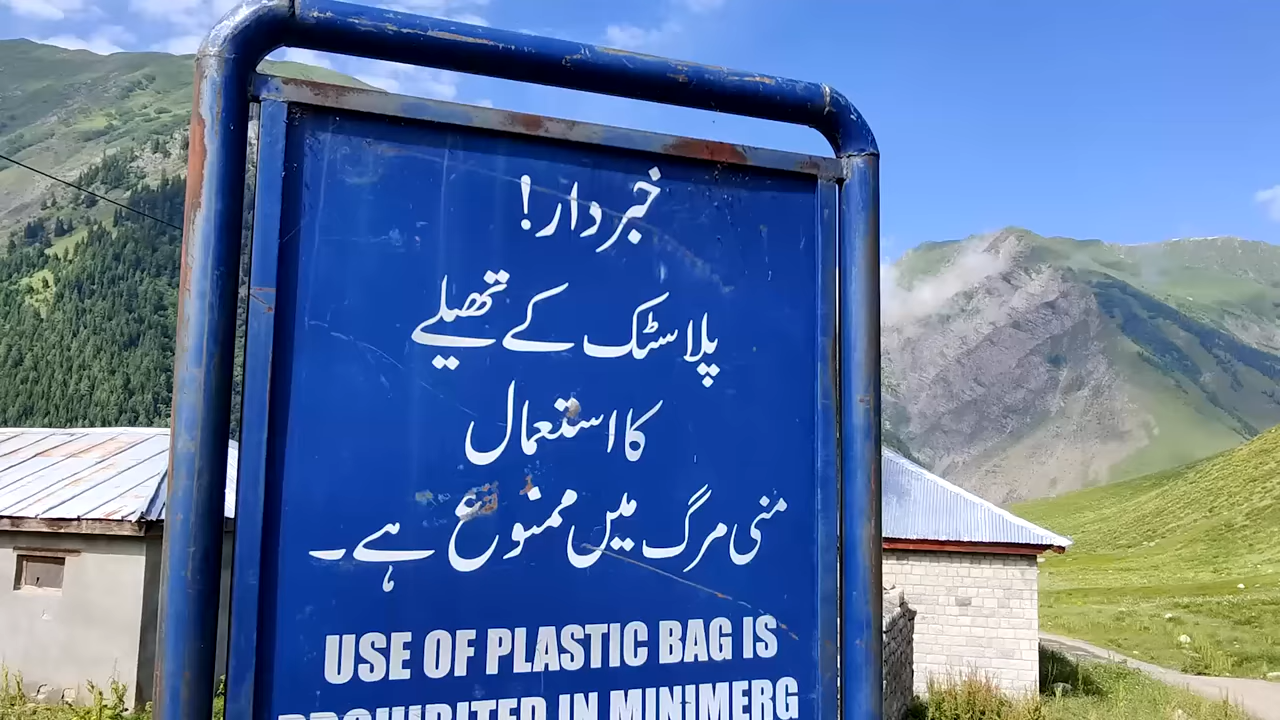 خبردار!
پلاسٹک کے تھیلے
کا استعمال
منی مرگ میں ممنوع ہے۔
USE OF PLASTIC BAG IS
PROHIBITED IN MINIMERG